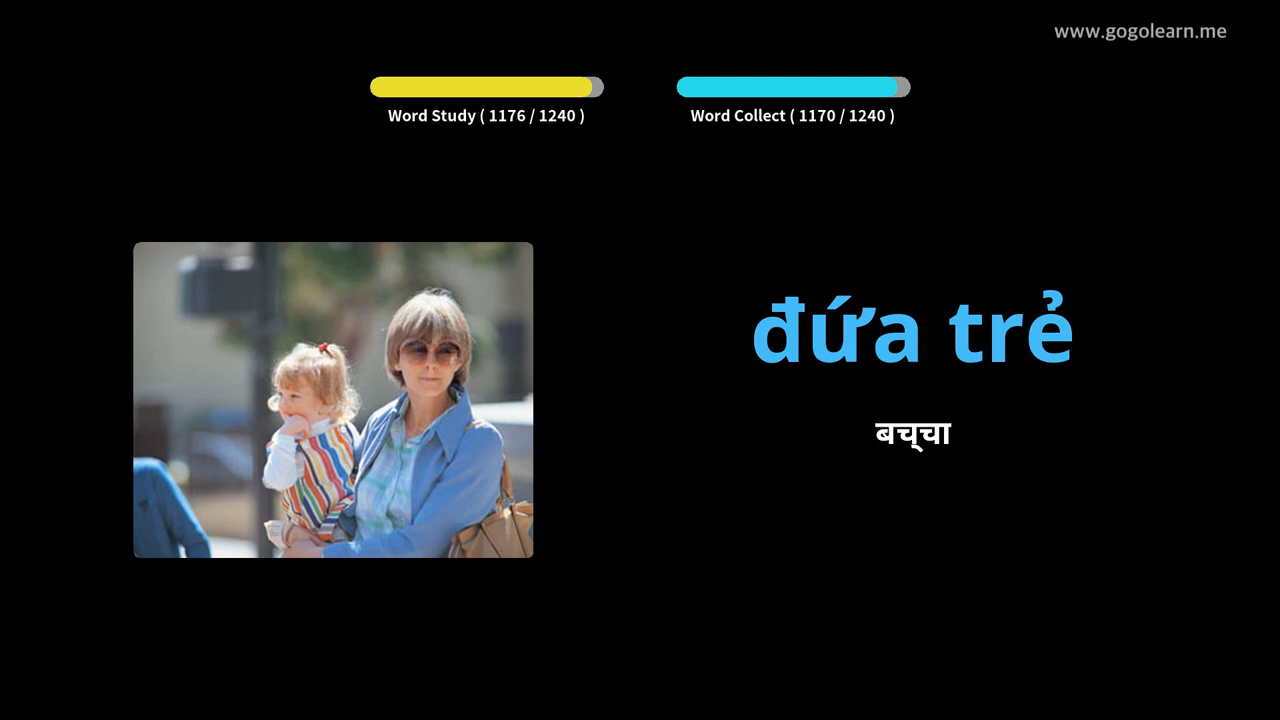 www.gogolearn.me
Word Study ( 1176 / 1240 )
Word Collect ( 1170 / 1240 )
đứa trẻ
बच्चा